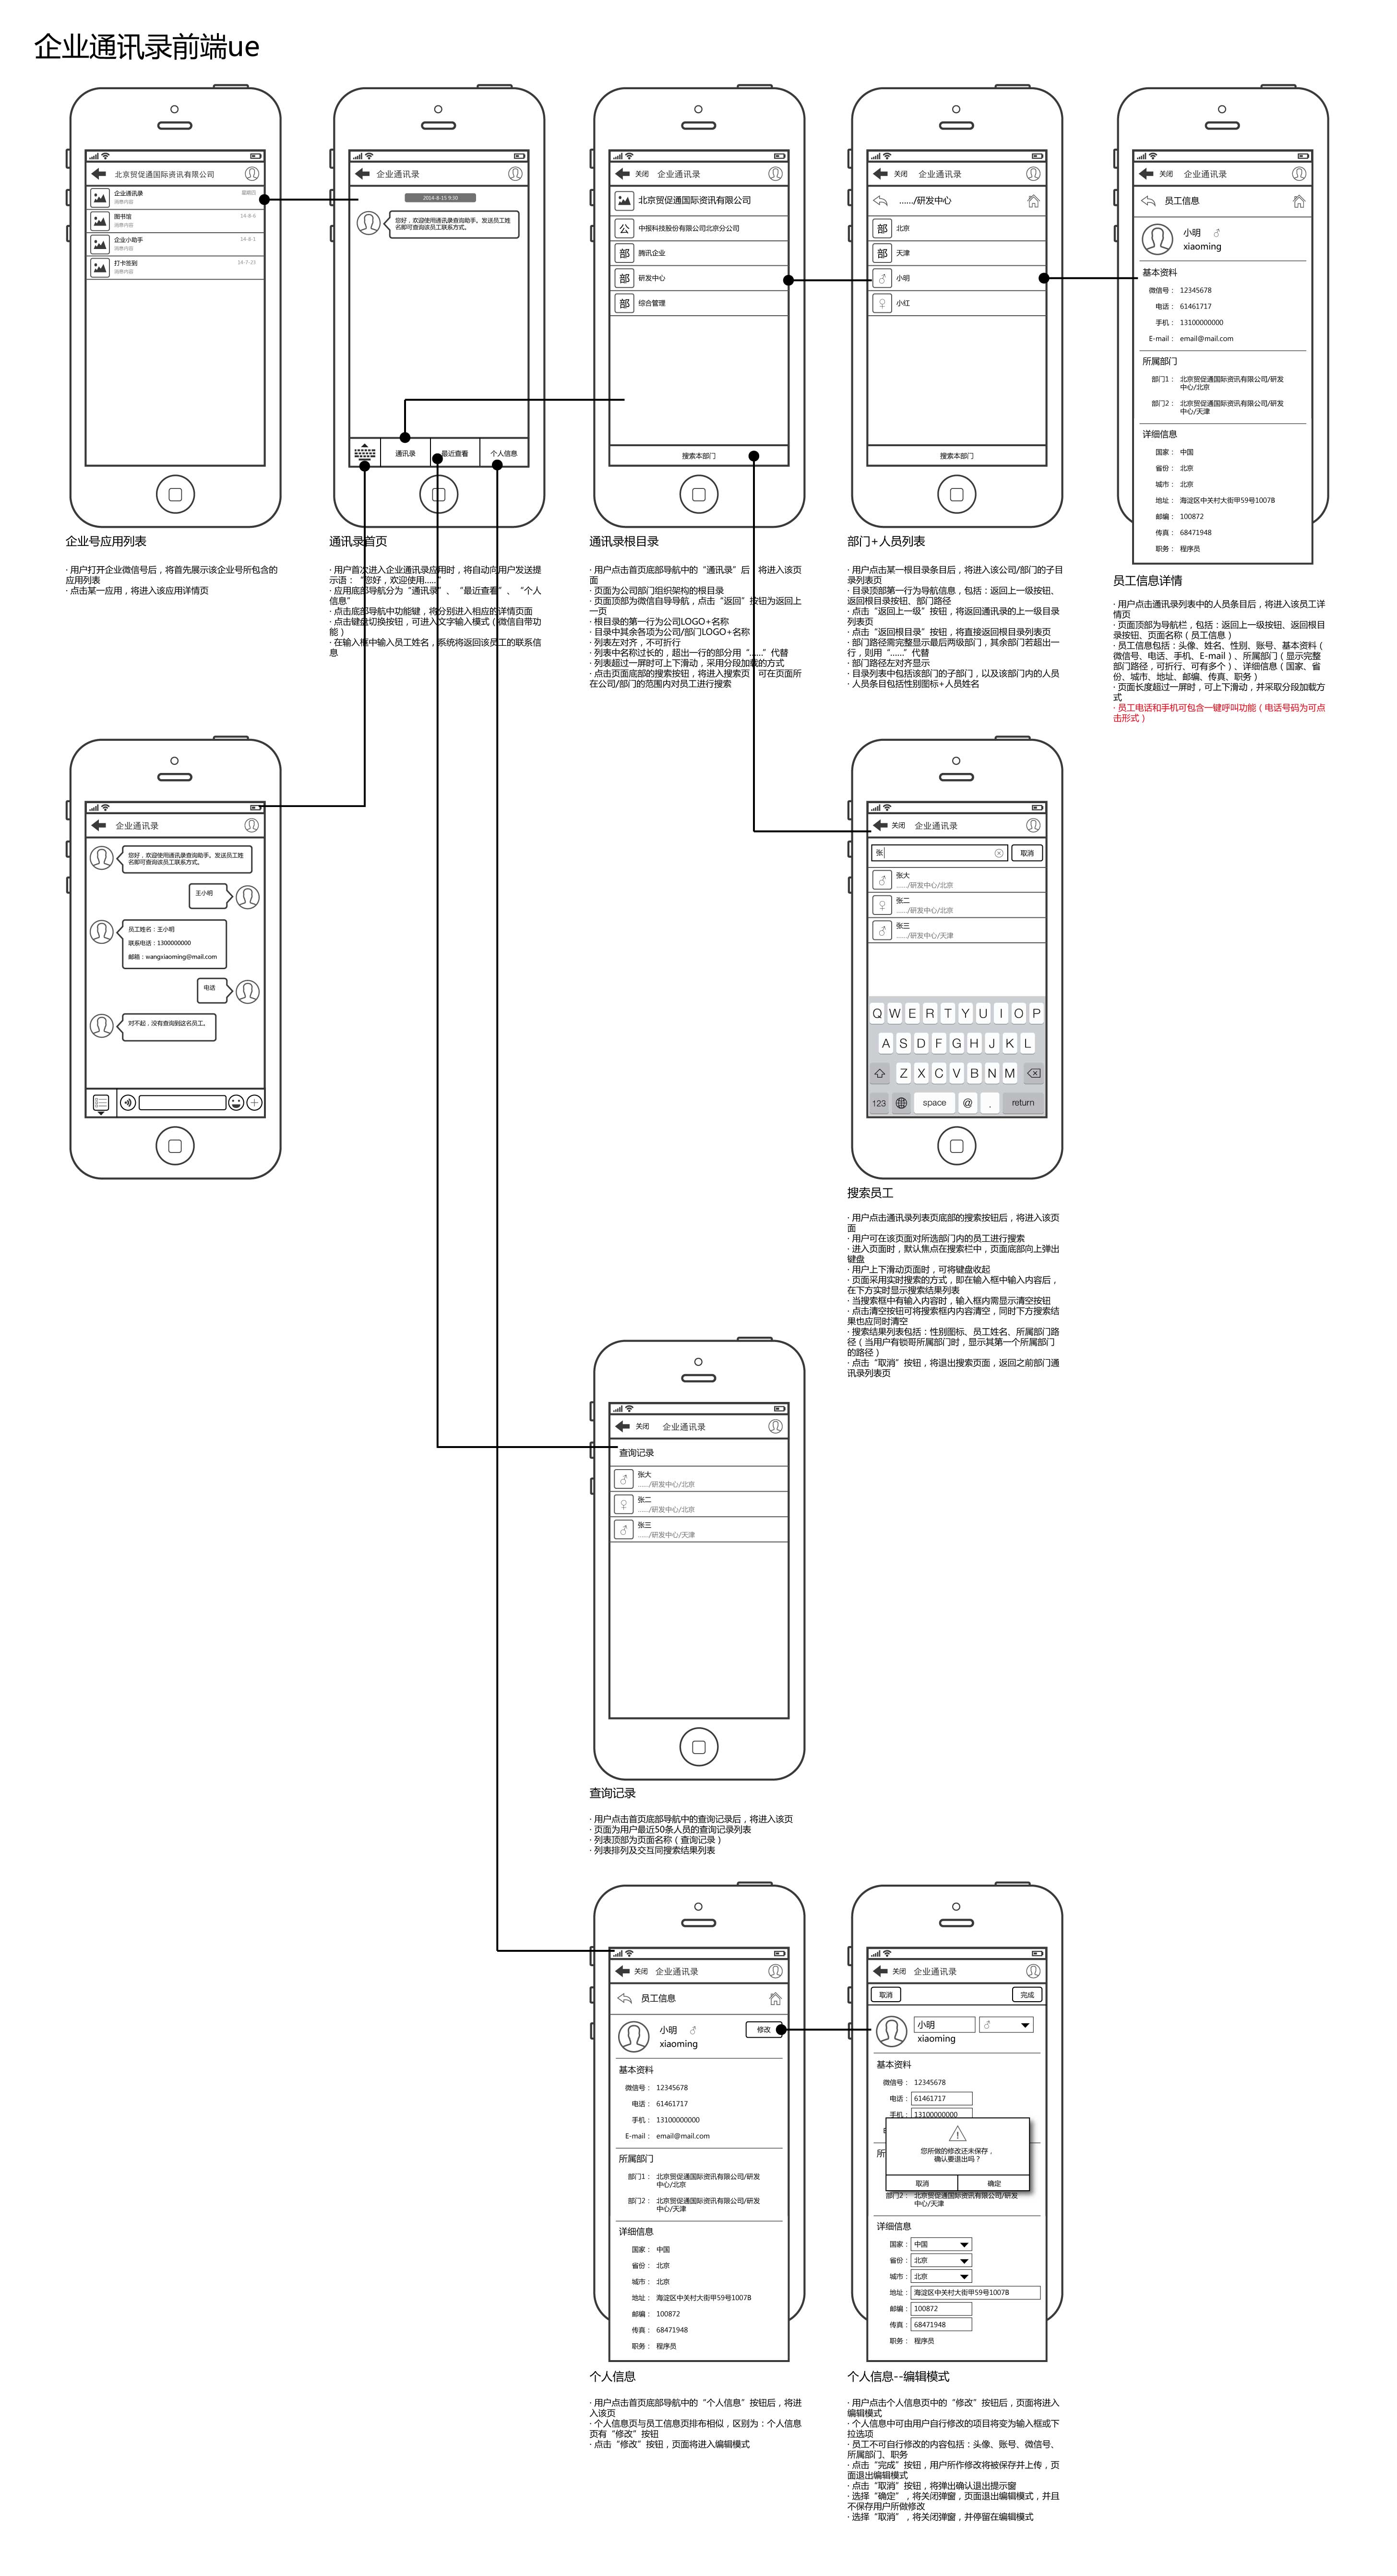 企业通讯录前端ue
北京贸促通国际资讯有限公司
企业通讯录
星期四
消息内容
图书馆
14-8-6
消息内容
企业小助手
14-8-1
消息内容
打卡签到
14-7-23
消息内容
企业号应用列表
· 用户打开企业微信号后，将首先展示该企业号所包含的
应用列表
· 点击某一应用，将进入该应用详情页
企业通讯录
2014-8-15 9:30
您好，欢迎使用通讯录查询助手。发送员工姓
名即可查询该员工联系方式。
通讯录
最近查看
个人信息
通讯录首页
· 用户首次进入企业通讯录应用时，将自动向用户发送提
示语：“您好，欢迎使用……”
· 应用底部导航分为“通讯录”、“最近查看”、“个人
信息”
· 点击底部导航中功能键，将分别进入相应的详情页面
· 点击键盘切换按钮，可进入文字输入模式（微信自带功
能）
· 在输入框中输入员工姓名，系统将返回该员工的联系信
息
关闭 企业通讯录
北京贸促通国际资讯有限公司
公 中报科技股份有限公司北京分公司
部 腾讯企业
部 研发中心
部 综合管理
搜索本部门
通讯录根目录
· 用户点击首页底部导航中的“通讯录”后，将进入该页
面
· 页面为公司部门组织架构的根目录
· 页面顶部为微信自导导航，点击“返回”按钮为返回上
一页
· 根目录的第一行为公司LOGO+名称
· 目录中其余各项为公司/部门LOGO+名称
· 列表左对齐，不可折行
· 列表中名称过长的，超出一行的部分用“……”代替
· 列表超过一屏时可上下滑动，采用分段加载的方式
· 点击页面底部的搜索按钮，将进入搜索页，可在页面所
在公司/部门的范围内对员工进行搜索
关闭 企业通讯录
……/研发中心
部 北京
部 天津
♂ 小明
♀ 小红
搜索本部门
部门+人员列表
· 用户点击某一根目录条目后，将进入该公司/部门的子目
录列表页
· 目录顶部第一行为导航信息，包括：返回上一级按钮、
返回根目录按钮、部门路径
· 点击“返回上一级”按钮，将返回通讯录的上一级目录
列表页
· 点击“返回根目录”按钮，将直接返回根目录列表页
· 部门路径需完整显示最后两级部门，其余部门若超出一
行，则用“……”代替
· 部门路径左对齐显示
· 目录列表中包括该部门的子部门，以及该部门内的人员
· 人员条目包括性别图标+人员姓名
关闭 企业通讯录
员工信息
小明 ♂
xiaoming
基本资料
微信号： 12345678
电话： 61461717
手机： 13100000000
E-mail： email@mail.com
所属部门
部门1： 北京贸促通国际资讯有限公司/研发
中心/北京
部门2： 北京贸促通国际资讯有限公司/研发
中心/天津
详细信息
国家： 中国
省份： 北京
城市： 北京
地址： 海淀区中关村大街甲59号1007B
邮编： 100872
传真： 68471948
职务： 程序员
员工信息详情
· 用户点击通讯录列表中的人员条目后，将进入该员工详
情页
· 页面顶部为导航栏，包括：返回上一级按钮、返回根目
录按钮、页面名称（员工信息）
· 员工信息包括：头像、姓名、性别、账号、基本资料（
微信号、电话、手机、E-mail）、所属部门（显示完整
部门路径，可折行、可有多个）、详细信息（国家、省
份、城市、地址、邮编、传真、职务）
· 页面长度超过一屏时，可上下滑动，并采取分段加载方
式
· 员工电话和手机可包含一键呼叫功能（电话号码为可点
击形式）
企业通讯录
您好，欢迎使用通讯录查询助手。发送员工姓
名即可查询该员工联系方式。
王小明
员工姓名：王小明
联系电话：1300000000
邮箱：wangxiaoming@mail.com
电话
对不起，没有查询到这名员工。
关闭 企业通讯录
张
取消
♂ 张大
……/研发中心/北京
♀ 张二
……/研发中心/北京
♂ 张三
……/研发中心/天津
Q W E R T Y U I O P
A S D F G H J K L
Z X C V B N M
123 space @ . return
搜索员工
· 用户点击通讯录列表页底部的搜索按钮后，将进入该页
面
· 用户可在该页面对所选部门内的员工进行搜索
· 进入页面时，默认焦点在搜索栏中，页面底部向上弹出
键盘
· 用户上下滑动页面时，可将键盘收起
· 页面采用实时搜索的方式，即在输入框中输入内容后，
在下方实时显示搜索结果列表
· 当搜索框中有输入内容时，输入框内需显示清空按钮
· 点击清空按钮可将搜索框内内容清空，同时下方搜索结
果也应同时清空
· 搜索结果列表包括：性别图标、员工姓名、所属部门路
径（当用户有锁哥所属部门时，显示其第一个所属部门
的路径）
· 点击“取消”按钮，将退出搜索页面，返回之前部门通
讯录列表页
关闭 企业通讯录
查询记录
♂ 张大
……/研发中心/北京
♀ 张二
……/研发中心/北京
♂ 张三
……/研发中心/天津
查询记录
· 用户点击首页底部导航中的查询记录后，将进入该页
· 页面为用户最近50条人员的查询记录列表
· 列表顶部为页面名称（查询记录）
· 列表排列及交互同搜索结果列表
关闭 企业通讯录
员工信息
小明 ♂
修改
xiaoming
基本资料
微信号： 12345678
电话： 61461717
手机： 13100000000
E-mail： email@mail.com
所属部门
部门1： 北京贸促通国际资讯有限公司/研发
中心/北京
部门2： 北京贸促通国际资讯有限公司/研发
中心/天津
详细信息
国家： 中国
省份： 北京
城市： 北京
地址： 海淀区中关村大街甲59号1007B
邮编： 100872
传真： 68471948
职务： 程序员
个人信息
· 用户点击首页底部导航中的“个人信息”按钮后，将进
入该页
· 个人信息页与员工信息页排布相似，区别为：个人信息
页有“修改”按钮
· 点击“修改”按钮，页面将进入编辑模式
关闭 企业通讯录
取消
完成
小明 ♂
xiaoming
基本资料
微信号： 12345678
电话： 61461717
手机： 13100000000
E
所
您所做的修改还未保存，
确认要退出吗？
取消
确定
部门2： 北京贸促通国际资讯有限公司/研发
中心/天津
详细信息
国家： 中国
省份： 北京
城市： 北京
地址： 海淀区中关村大街甲59号1007B
邮编： 100872
传真： 68471948
职务： 程序员
个人信息--编辑模式
· 用户点击个人信息页中的“修改”按钮后，页面将进入
编辑模式
· 个人信息中可由用户自行修改的项目将变为输入框或下
拉选项
· 员工不可自行修改的内容包括：头像、账号、微信号、
所属部门、职务
· 点击“完成”按钮，用户所作修改将被保存并上传，页
面退出编辑模式
· 点击“取消”按钮，将弹出确认退出提示窗
· 选择“确定”，将关闭弹窗，页面退出编辑模式，并且
不保存用户所做修改
· 选择“取消”，将关闭弹窗，并停留在编辑模式